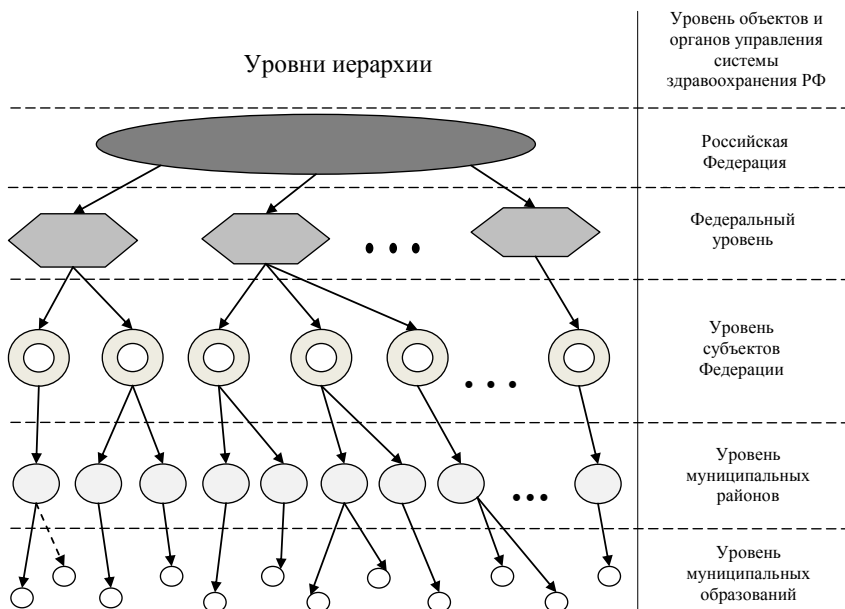 Уровни иерархии
Уровень объектов и
органов управления
системы
здравоохранения РФ
Российская
Федерация
Федеральный
уровень
Уровень
субъектов
Федерации
Уровень
муниципальных
районов
Уровень
муниципальных
образований